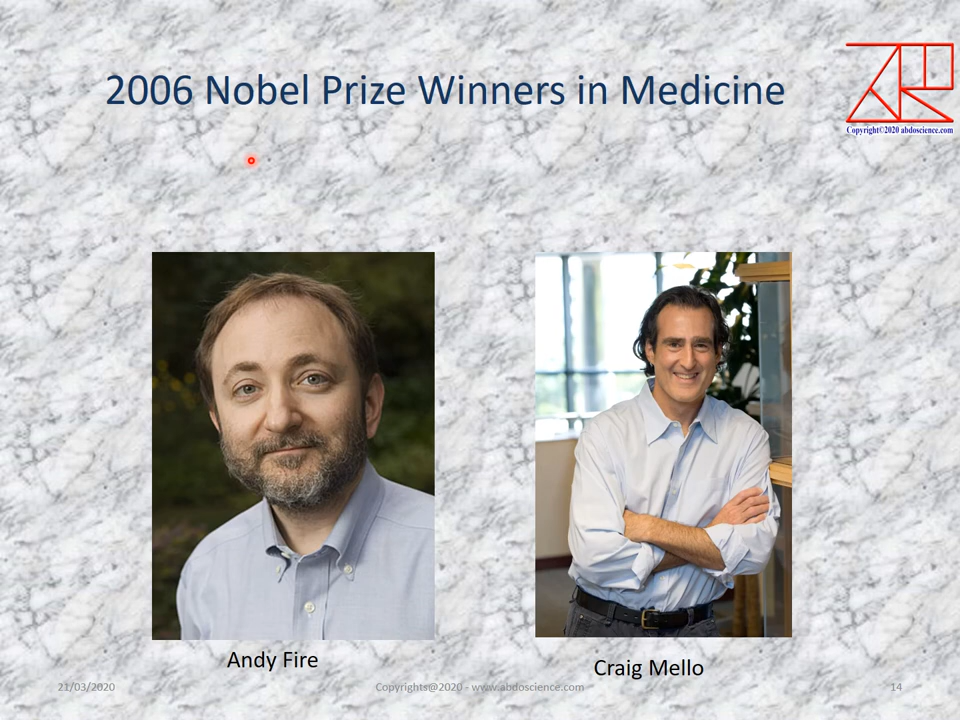 2006 Nobel Prize Winners in Medicine
Copyright©2020 abdoscience.com
Andy Fire
Craig Mello
21/03/2020
Copyrights@2020 - www.abdoscience.com
14